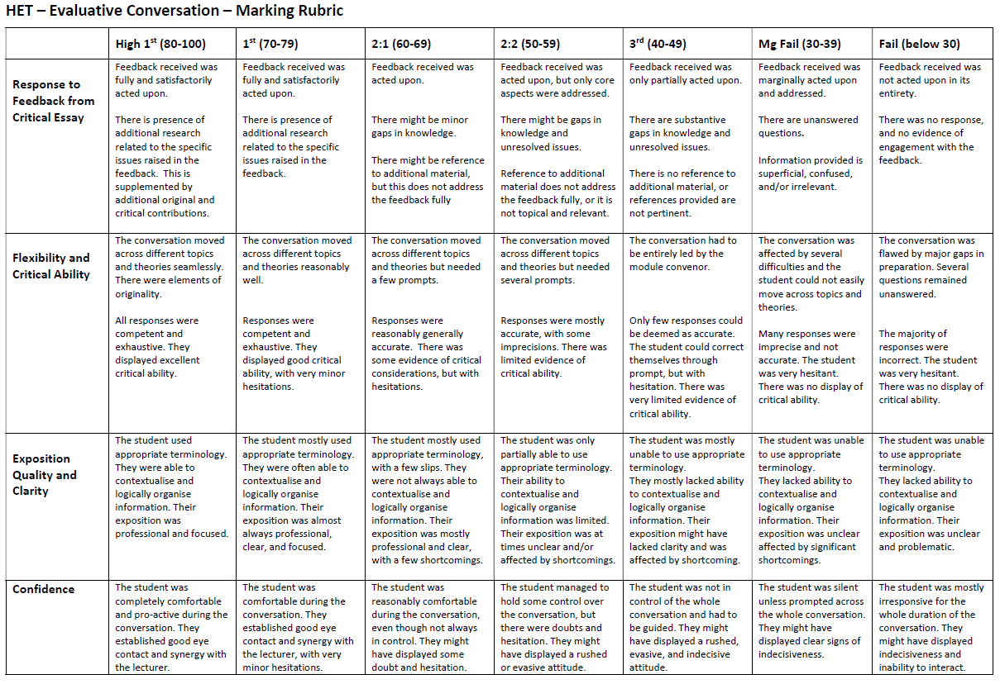 HET – Evaluative Conversation – Marking Rubric
High 1st (80-100)
1st (70-79)
2:1 (60-69)
2:2 (50-59)
3rd (40-49)
Mg Fail (30-39)
Fail (below 30)
Response to
Feedback from
Critical Essay
Feedback received was
fully and satisfactorily
acted upon.
There is presence of
additional research
related to the specific
issues raised in the
feedback. This is
supplemented by
additional original and
critical contributions.
Feedback received was
fully and satisfactorily
acted upon.
There is presence of
additional research
related to the specific
issues raised in the
feedback.
Feedback received was
acted upon.
There might be minor
gaps in knowledge.
There might be reference
to additional material,
but this does not address
the feedback fully
Feedback received was
acted upon, but only core
aspects were addressed.
There might be gaps in
knowledge and
unresolved issues.
Reference to additional
material does not address
the feedback fully, or it is
not topical and relevant.
Feedback received was
only partially acted upon.
There are substantive
gaps in knowledge and
unresolved issues.
There is no reference to
additional material, or
references provided are
not pertinent.
Feedback received was
marginally acted upon
and addressed.
There are unanswered
questions.
Information provided is
superficial, confused,
and/or irrelevant.
Feedback received was
not acted upon in its
entirety.
There was no response,
and no evidence of
engagement with the
feedback.
Flexibility and
Critical Ability
The conversation moved
across different topics
and theories seamlessly.
There were elements of
originality.
All responses were
competent and
exhaustive. They
displayed excellent
critical ability.
The conversation moved
across different topics
and theories reasonably
well.
Responses were
competent and
exhaustive. They
displayed good critical
ability, with very minor
hesitations.
The conversation moved
across different topics
and theories but needed
a few prompts.
Responses were
reasonably generally
accurate. There was
some evidence of critical
considerations, but with
hesitations.
The conversation moved
across different topics
and theories but needed
several prompts.
Responses were mostly
accurate, with some
imprecisions. There was
limited evidence of
critical ability.
The conversation had to
be entirely led by the
module convenor.
Only few responses could
be deemed as accurate.
The student could correct
themselves through
prompt, but with
hesitation. There was
very limited evidence of
critical ability.
The conversation was
affected by several
difficulties and the
student could not easily
move across topics and
theories.
Many responses were
imprecise and not
accurate. The student
was very hesitant.
There was no display of
critical ability.
The conversation was
flawed by major gaps in
preparation. Several
questions remained
unanswered.
The majority of
responses were
incorrect. The student
was very hesitant.
There was no display of
critical ability.
Exposition
Quality and
Clarity
The student used
appropriate terminology.
They were able to
contextualise and
logically organise
information. Their
exposition was
professional and focused.
The student mostly used
appropriate terminology.
They were often able to
contextualise and
logically organise
information. Their
exposition was almost
always professional,
clear, and focused.
The student mostly used
appropriate terminology,
with a few slips. They
were not always able to
contextualise and
logically organise
information. Their
exposition was mostly
professional and clear,
with a few shortcomings.
The student was only
partially able to use
appropriate terminology.
Their ability to
contextualise and
logically organise
information was limited.
Their exposition was at
times unclear and/or
affected by shortcomings.
The student was mostly
unable to use appropriate
terminology.
They mostly lacked ability
to contextualise and
logically organise
information. Their
exposition might have
lacked clarity and was
affected by shortcoming.
The student was unable
to use appropriate
terminology.
They lacked ability to
contextualise and
logically organise
information. Their
exposition was unclear
affected by significant
shortcomings.
The student was unable
to use appropriate
terminology.
They lacked ability to
contextualise and
logically organise
information. Their
exposition was unclear
and problematic.
Confidence
The student was
completely comfortable
and pro-active during the
conversation. They
established good eye
contact and synergy with
the lecturer.
The student was
comfortable during the
conversation. They
established good eye
contact and synergy with
the lecturer, with very
minor hesitations.
The student was
reasonably comfortable
during the conversation,
even though not always
in control. They might
have displayed some
doubt and hesitation.
The student managed to
hold some control over
the conversation, but
there were doubts and
hesitation. They might
have displayed a rushed
or evasive attitude.
The student was not in
control of the whole
conversation and had to
be guided. They might
have displayed a rushed,
evasive, and indecisive
attitude.
The student was silent
unless prompted across
the whole conversation.
They might have
displayed clear signs of
indecisiveness.
The student was mostly
irresponsive for the
whole duration of the
conversation. They
might have displayed
indecisiveness and
inability to interact.